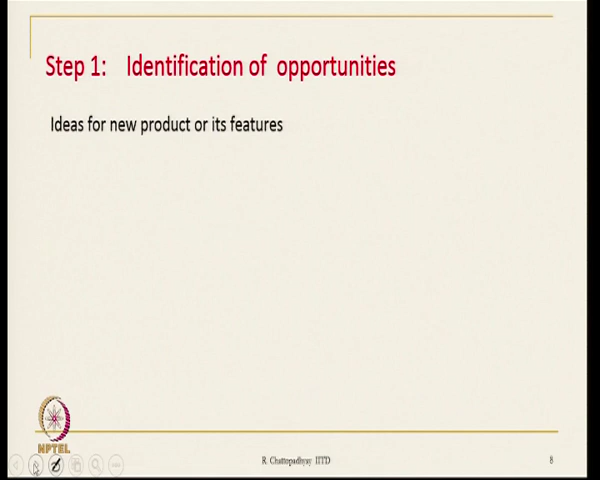 Step 1: Identification of opportunities
Ideas for new product or its features
NPTEL
R. Chattopadhyay IITD
8